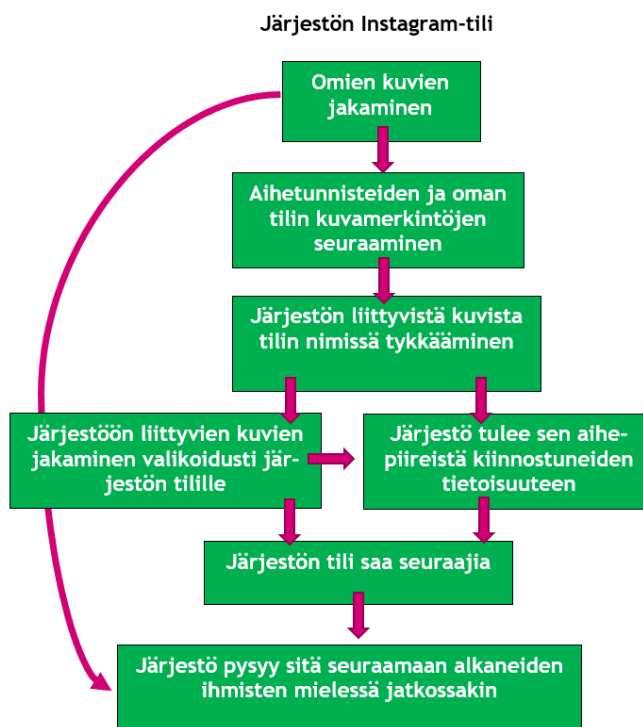 Järjestön Instagram-tili
Omien kuvien
jakaminen
Aihetunnisteiden ja oman
tilin kuvamerkintöjen
seuraaminen
Järjestön liittyvistä kuvista
tilin nimissä tykkääminen
Järjestöön liittyvien kuvien
jakaminen valikoidusti jär-
jestön tilille
Järjestö tulee sen aihe-
piireistä kiinnostuneiden
tietoisuuteen
Järjestön tili saa seuraajia
Järjestö pysyy sitä seuraamaan alkaneiden
ihmisten mielessä jatkossakin